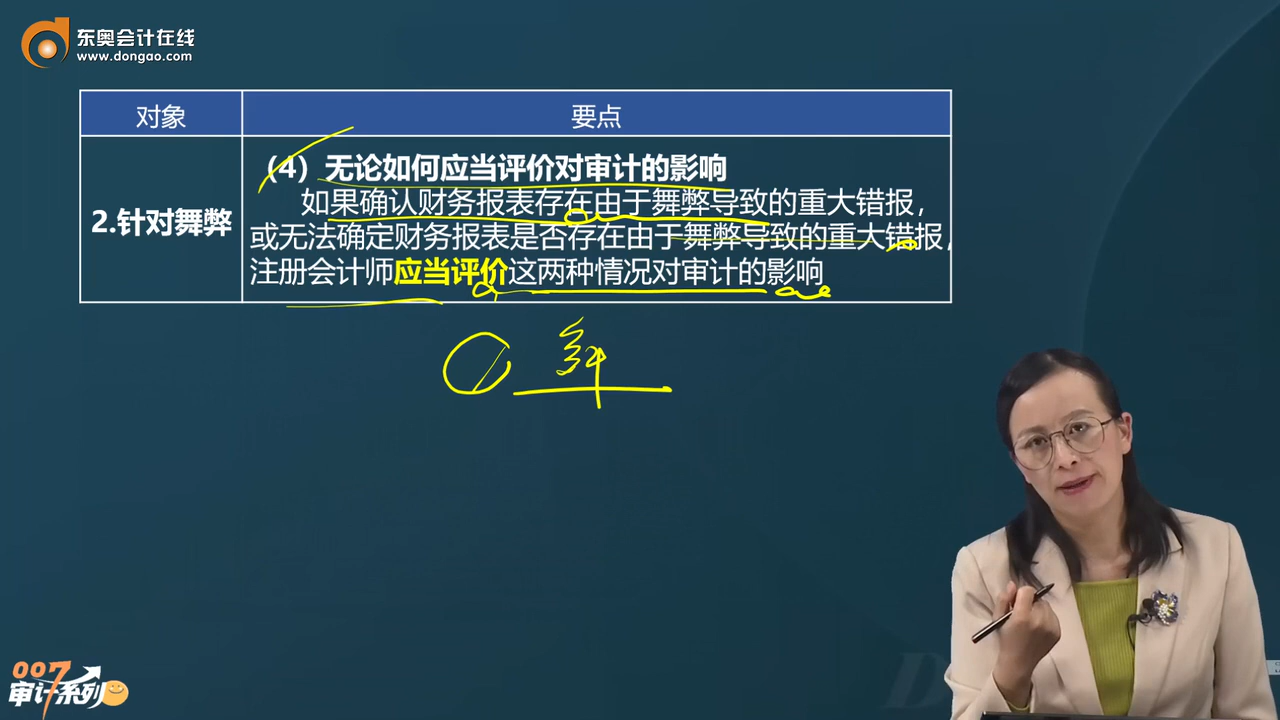 东奥会计在线
www.dongao.com
对象
要点
2.针对舞弊
（4）无论如何应当评价对审计的影响
如果确认财务报表存在由于舞弊导致的重大错报，
或无法确定财务报表是否存在由于舞弊导致的重大错报，
注册会计师应当评价这两种情况对审计的影响
007
审计系列